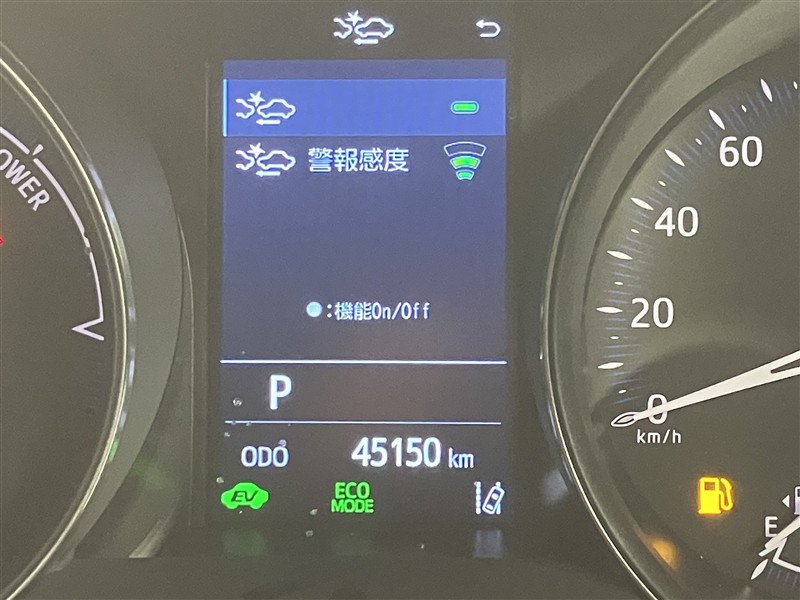 POWER
警報感度
60
40
機能On/Off
20
P
0
km/h
ODO 45150 km
EV
ECO
MODE
E